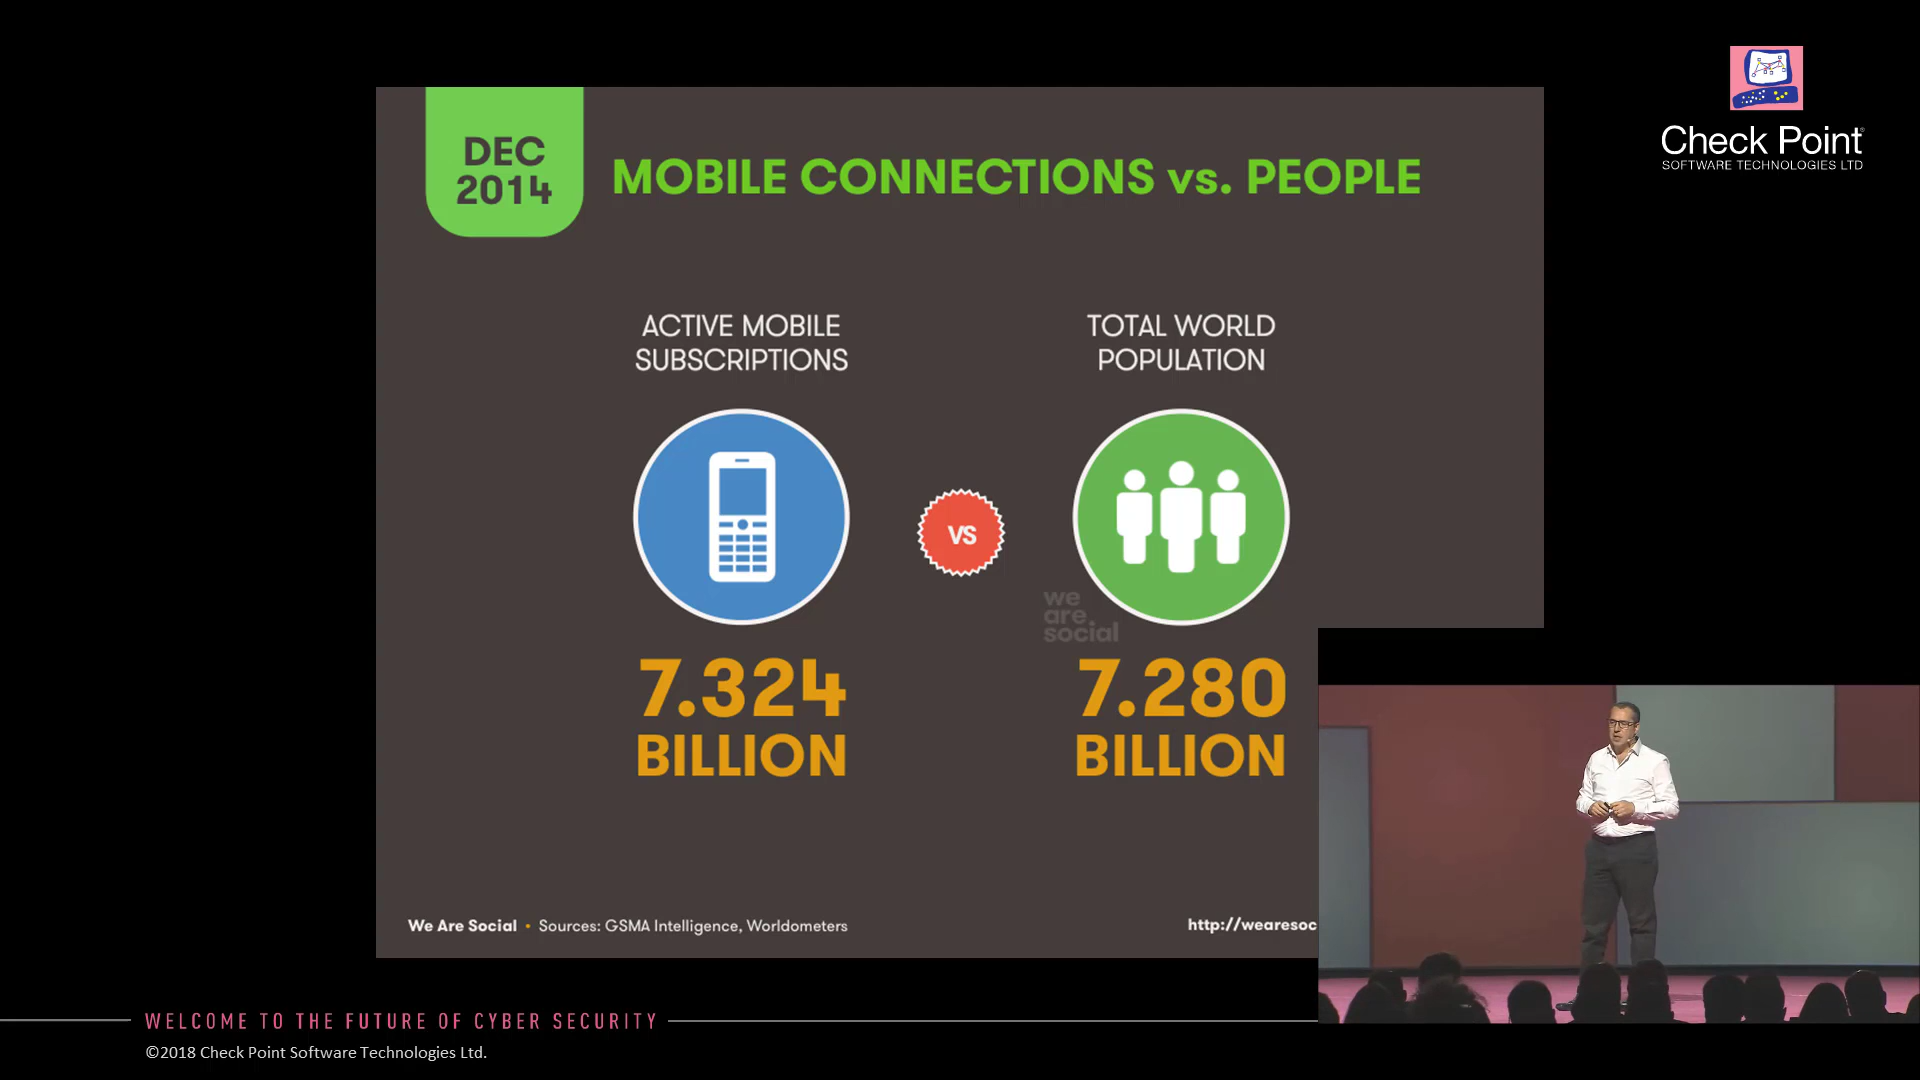 Check Point
SOFTWARE TECHNOLOGIES LTD
DEC
2014
MOBILE CONNECTIONS vs. PEOPLE
ACTIVE MOBILE
SUBSCRIPTIONS
TOTAL WORLD
POPULATION
VS
we
are
social
7.324
BILLION
7.280
BILLION
We Are Social • Sources: GSMA Intelligence, Worldometers
http://wearesoc
WELCOME TO THE FUTURE OF CYBER SECURITY
©2018 Check Point Software Technologies Ltd.